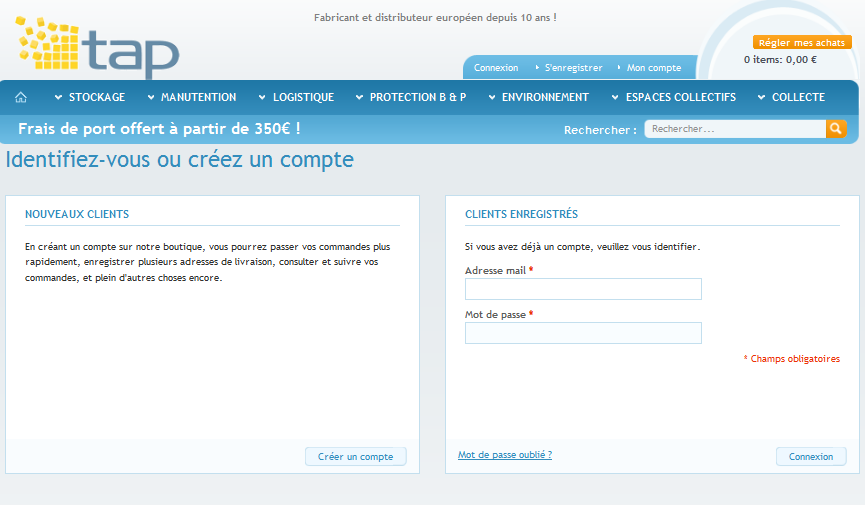 Fabricant et distributeur européen depuis 10 ans !
tap
Régler mes achats
0 items: 0,00 €
Connexion
S'enregistrer
Mon compte
STOCKAGE
MANUTENTION
LOGISTIQUE
PROTECTION B & P
ENVIRONNEMENT
ESPACES COLLECTIFS
COLLECTE
Frais de port offert à partir de 350€ !
Rechercher :
Rechercher...
Identifiez-vous ou créez un compte
NOUVEAUX CLIENTS
En créant un compte sur notre boutique, vous pourrez passer vos commandes plus
rapidement, enregistrer plusieurs adresses de livraison, consulter et suivre vos
commandes, et plein d'autres choses encore.
Créer un compte
CLIENTS ENREGISTRÉS
Si vous avez déjà un compte, veuillez vous identifier.
Adresse mail *
Mot de passe *
* Champs obligatoires
Mot de passe oublié ?
Connexion